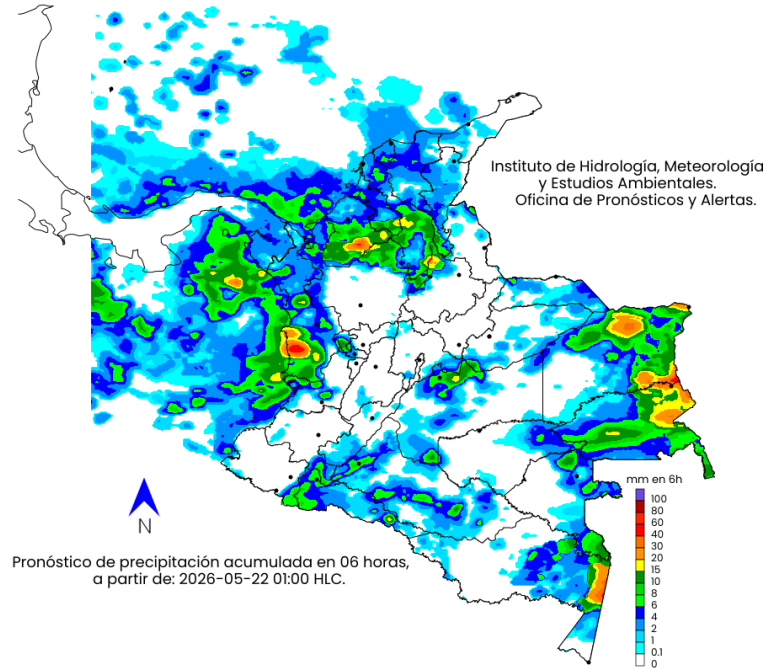 Instituto de Hidrología, Meteorología
y Estudios Ambientales.
Oficina de Pronósticos y Alertas.
mm en 6h
100
80
60
40
30
20
15
10
8
6
4
2
1
0.1
0
N
Pronóstico de precipitación acumulada en 06 horas,
a partir de: 2026-05-22 01:00 HLC.